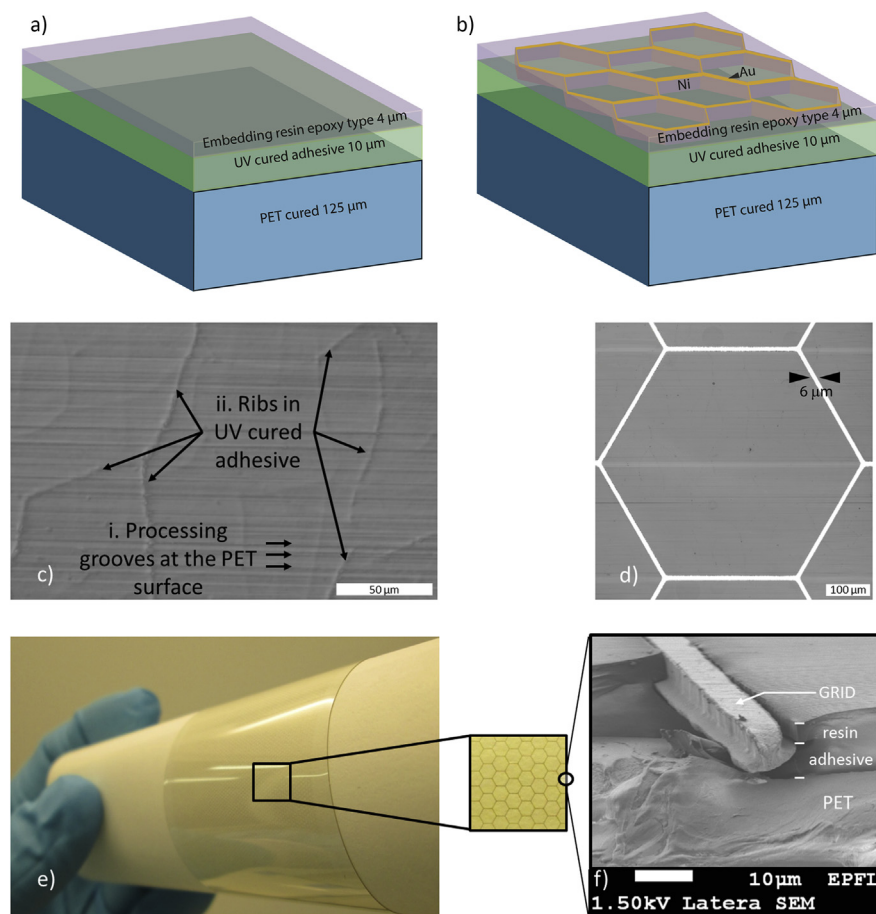 a)
Embedding resin epoxy type 4 μm
UV cured adhesive 10 μm
PET cured 125 μm
b)
Au
Ni
Embedding resin epoxy type 4 μm
UV cured adhesive 10 μm
PET cured 125 μm
ii. Ribs in
UV cured
adhesive
i. Processing
grooves at the PET
surface
c)
50 μm
6 μm
d)
100 μm
e)
GRID
resin
adhesive
PET
f)
10μm EPFL
1.50kV Latera SEM